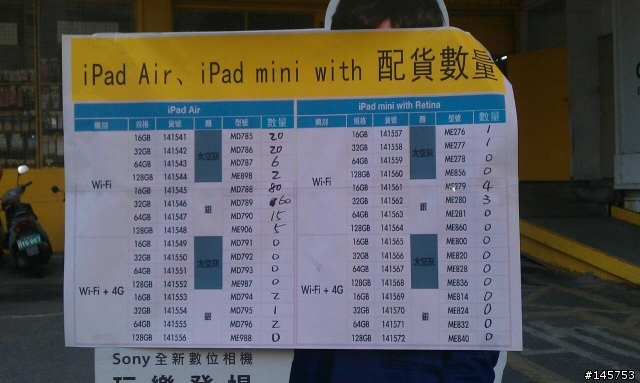 iPad Air、iPad mini with 配貨數量
iPad Air
類別 規格 貨號 顏 型號 數量
Wi-Fi
太空灰
16GB 141541 MD785 20
32GB 141542 MD786 20
64GB 141543 MD787 6
128GB 141544 ME898 2
銀
16GB 141545 MD788 80
32GB 141546 MD789 60
64GB 141547 MD790 15
128GB 141548 ME906 5
Wi-Fi + 4G
太空灰
16GB 141549 MD791 0
32GB 141550 MD792 0
64GB 141551 MD793 0
128GB 141552 ME987 0
銀
16GB 141553 MD794 2
32GB 141554 MD795 1
64GB 141555 MD796 2
128GB 141556 ME988 0
iPad mini with Retina
類別 規格 貨號 顏 型號 數量
Wi-Fi
太空灰
16GB 141557 ME276 1
32GB 141558 ME277 1
64GB 141559 ME278 0
128GB 141560 ME856 0
銀
16GB 141561 ME279 4
32GB 141562 ME280 3
64GB 141563 ME281 0
128GB 141564 ME860 0
Wi-Fi + 4G
太空灰
16GB 141565 ME800 0
32GB 141566 ME820 0
64GB 141567 ME828 0
128GB 141568 ME836 0
銀
16GB 141569 ME814 0
32GB 141570 ME824 0
64GB 141571 ME832 0
128GB 141572 ME840 0
Sony 全新數位相機
玩樂登場
#145753